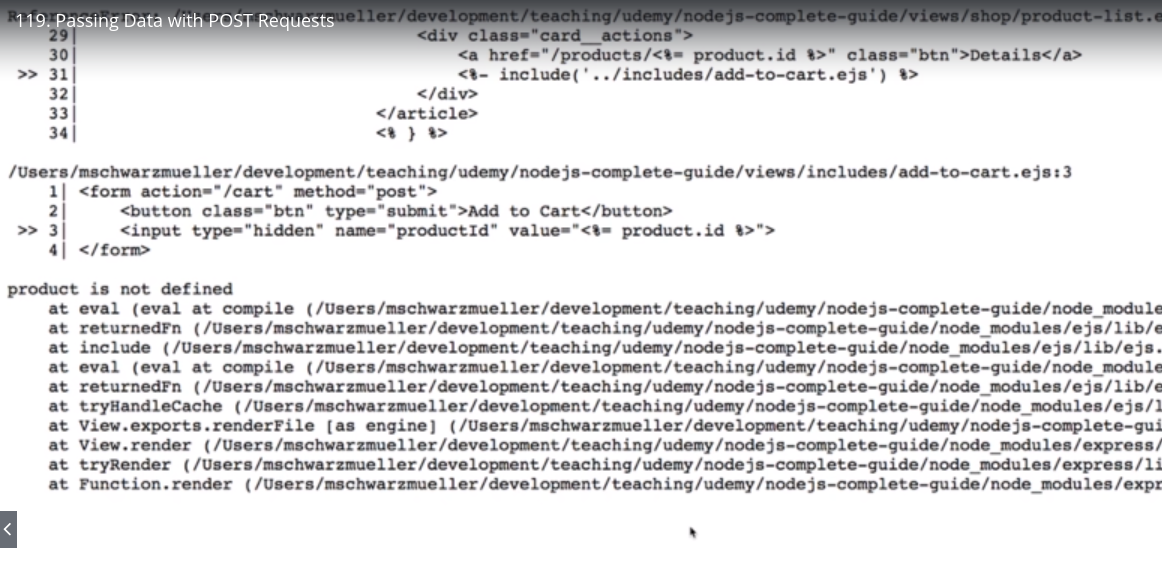 119. Passing Data with POST Requests
/Users/mschwarzmueller/development/teaching/udemy/nodejs-complete-guide/views/shop/product-list.e
29| <div class="card__actions">
30| <a href="/products/<%= product.id %>" class="btn">Details</a>
>> 31| <%- include('../includes/add-to-cart.ejs') %>
32| </div>
33| </article>
34| <% } %>
/Users/mschwarzmueller/development/teaching/udemy/nodejs-complete-guide/views/includes/add-to-cart.ejs:3
1| <form action="/cart" method="post">
2| <button class="btn" type="submit">Add to Cart</button>
>> 3| <input type="hidden" name="productId" value="<%= product.id %>">
4| </form>
product is not defined
at eval (eval at compile (/Users/mschwarzmueller/development/teaching/udemy/nodejs-complete-guide/node_module
at returnedFn (/Users/mschwarzmueller/development/teaching/udemy/nodejs-complete-guide/node_modules/ejs/lib/e
at include (/Users/mschwarzmueller/development/teaching/udemy/nodejs-complete-guide/node_modules/ejs/lib/ejs.
at eval (eval at compile (/Users/mschwarzmueller/development/teaching/udemy/nodejs-complete-guide/node_module
at returnedFn (/Users/mschwarzmueller/development/teaching/udemy/nodejs-complete-guide/node_modules/ejs/lib/e
at tryHandleCache (/Users/mschwarzmueller/development/teaching/udemy/nodejs-complete-guide/node_modules/ejs/l
at View.exports.renderFile [as engine] (/Users/mschwarzmueller/development/teaching/udemy/nodejs-complete-gui
at View.render (/Users/mschwarzmueller/development/teaching/udemy/nodejs-complete-guide/node_modules/express/
at tryRender (/Users/mschwarzmueller/development/teaching/udemy/nodejs-complete-guide/node_modules/express/li
at Function.render (/Users/mschwarzmueller/development/teaching/udemy/nodejs-complete-guide/node_modules/expr